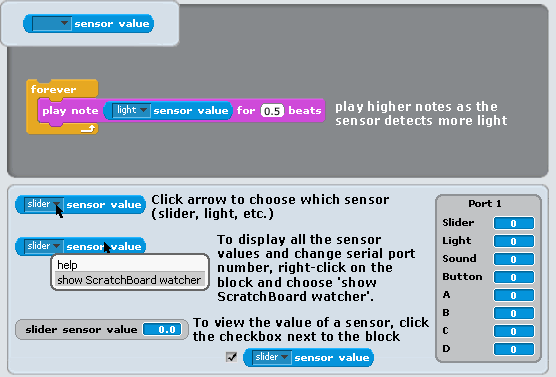 sensor value
forever
play note light sensor value for 0.5 beats
play higher notes as the
sensor detects more light
slider sensor value
Click arrow to choose which sensor
(slider, light, etc.)
slider sensor value
help
show ScratchBoard watcher
To display all the sensor
values and change serial port
number, right-click on the
block and choose 'show
ScratchBoard watcher'.
slider sensor value 0.0
To view the value of a sensor, click
the checkbox next to the block
slider sensor value
Port 1
Slider 0
Light 0
Sound 0
Button 0
A 0
B 0
C 0
D 0